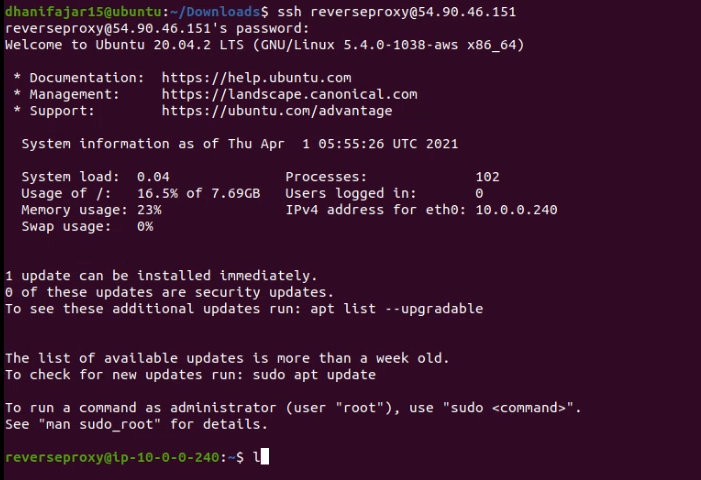 dhanifajar15@ubuntu:~/Downloads$ ssh reverseproxy@54.90.46.151
reverseproxy@54.90.46.151's password:
Welcome to Ubuntu 20.04.2 LTS (GNU/Linux 5.4.0-1038-aws x86_64)
* Documentation:  https://help.ubuntu.com
* Management:     https://landscape.canonical.com
* Support:        https://ubuntu.com/advantage
System information as of Thu Apr  1 05:55:26 UTC 2021
System load:  0.04               Processes:             102
Usage of /:   16.5% of 7.69GB   Users logged in:       0
Memory usage: 23%                IPv4 address for eth0: 10.0.0.240
Swap usage:   0%
1 update can be installed immediately.
0 of these updates are security updates.
To see these additional updates run: apt list --upgradable
The list of available updates is more than a week old.
To check for new updates run: sudo apt update
To run a command as administrator (user "root"), use "sudo <command>".
See "man sudo_root" for details.
reverseproxy@ip-10-0-0-240:~$ l